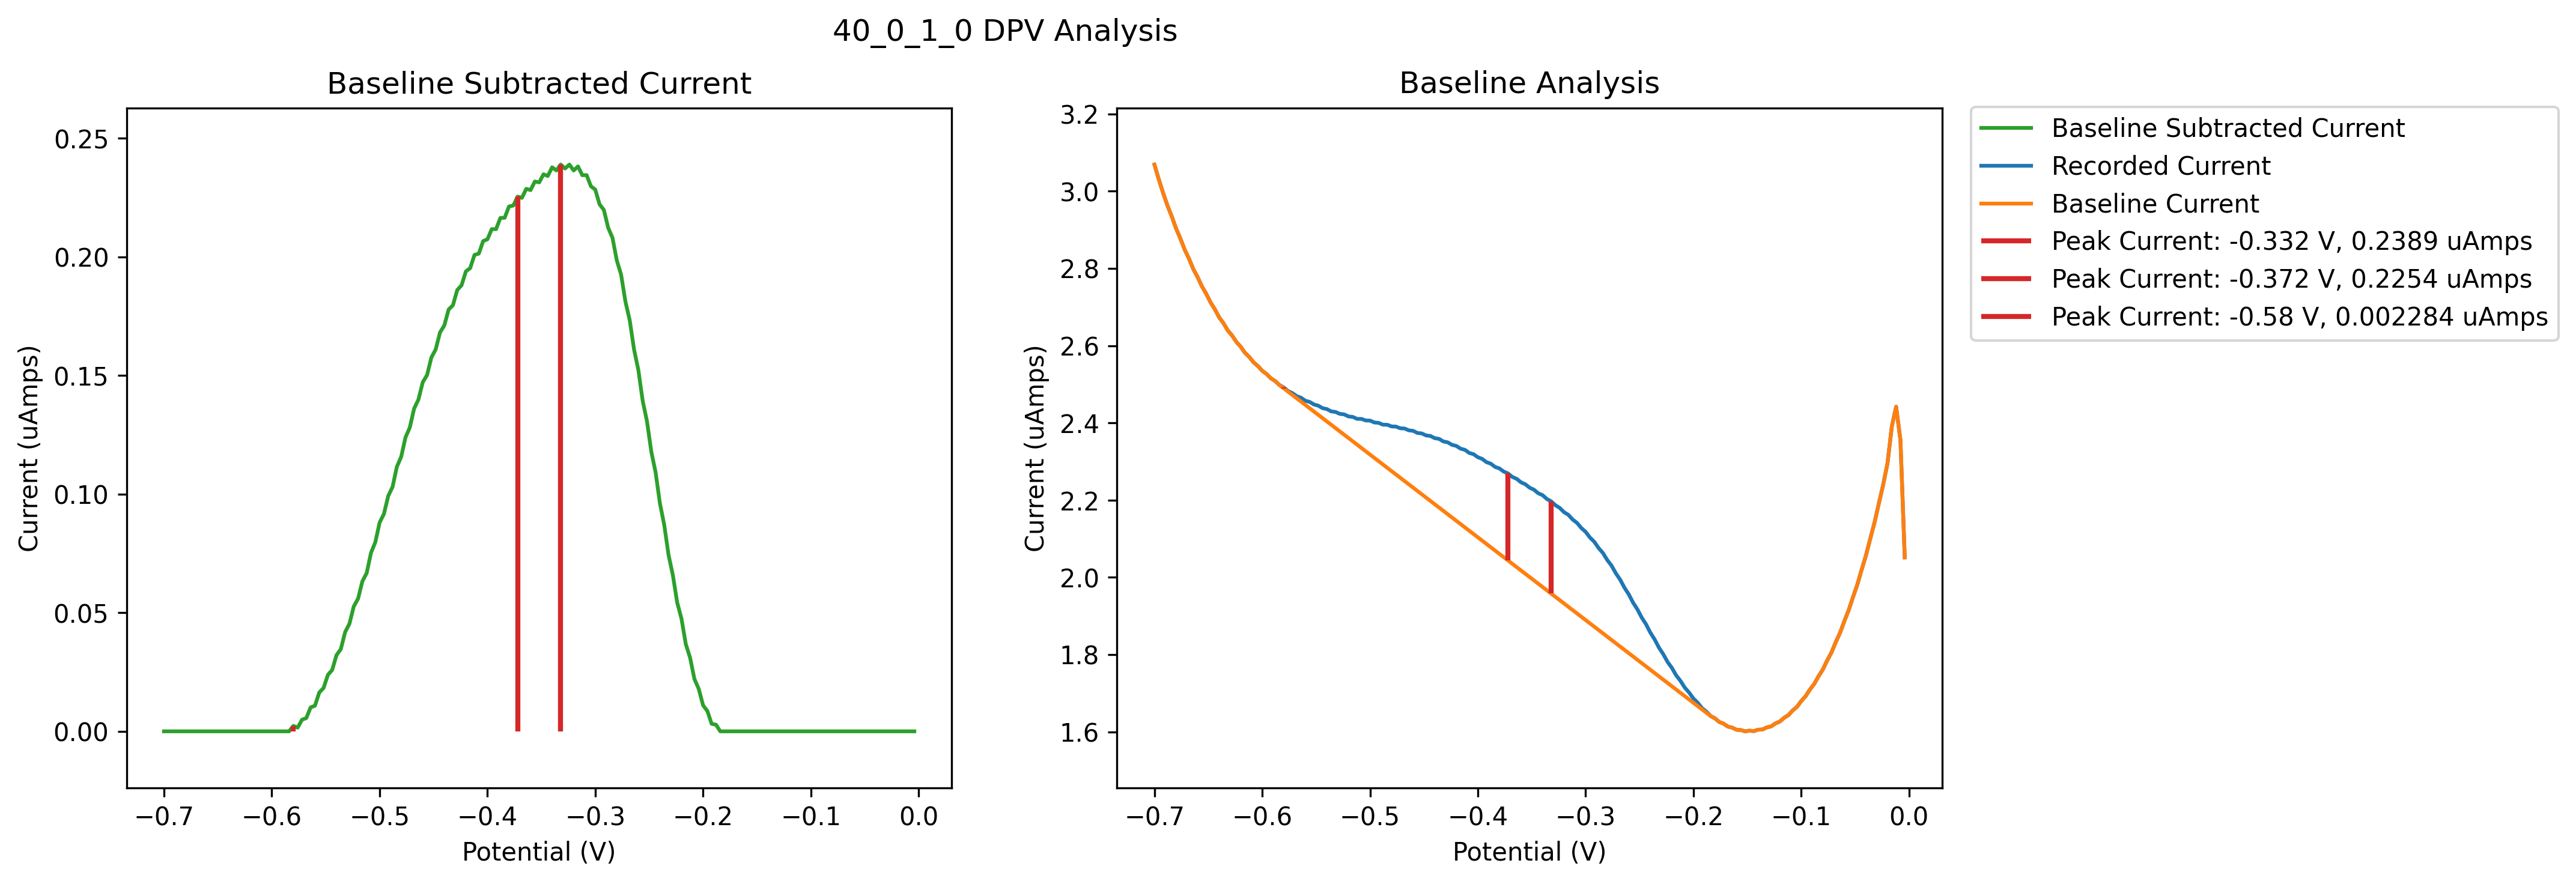 40_0_1_0 DPV Analysis
Baseline Subtracted Current
0.25
0.20
0.15
0.10
0.05
0.00
Current (uAmps)
−0.7 −0.6 −0.5 −0.4 −0.3 −0.2 −0.1 0.0
Potential (V)
Baseline Analysis
3.2
3.0
2.8
2.6
2.4
2.2
2.0
1.8
1.6
Current (uAmps)
−0.7 −0.6 −0.5 −0.4 −0.3 −0.2 −0.1 0.0
Potential (V)
Baseline Subtracted Current
Recorded Current
Baseline Current
Peak Current: -0.332 V, 0.2389 uAmps
Peak Current: -0.372 V, 0.2254 uAmps
Peak Current: -0.58 V, 0.002284 uAmps